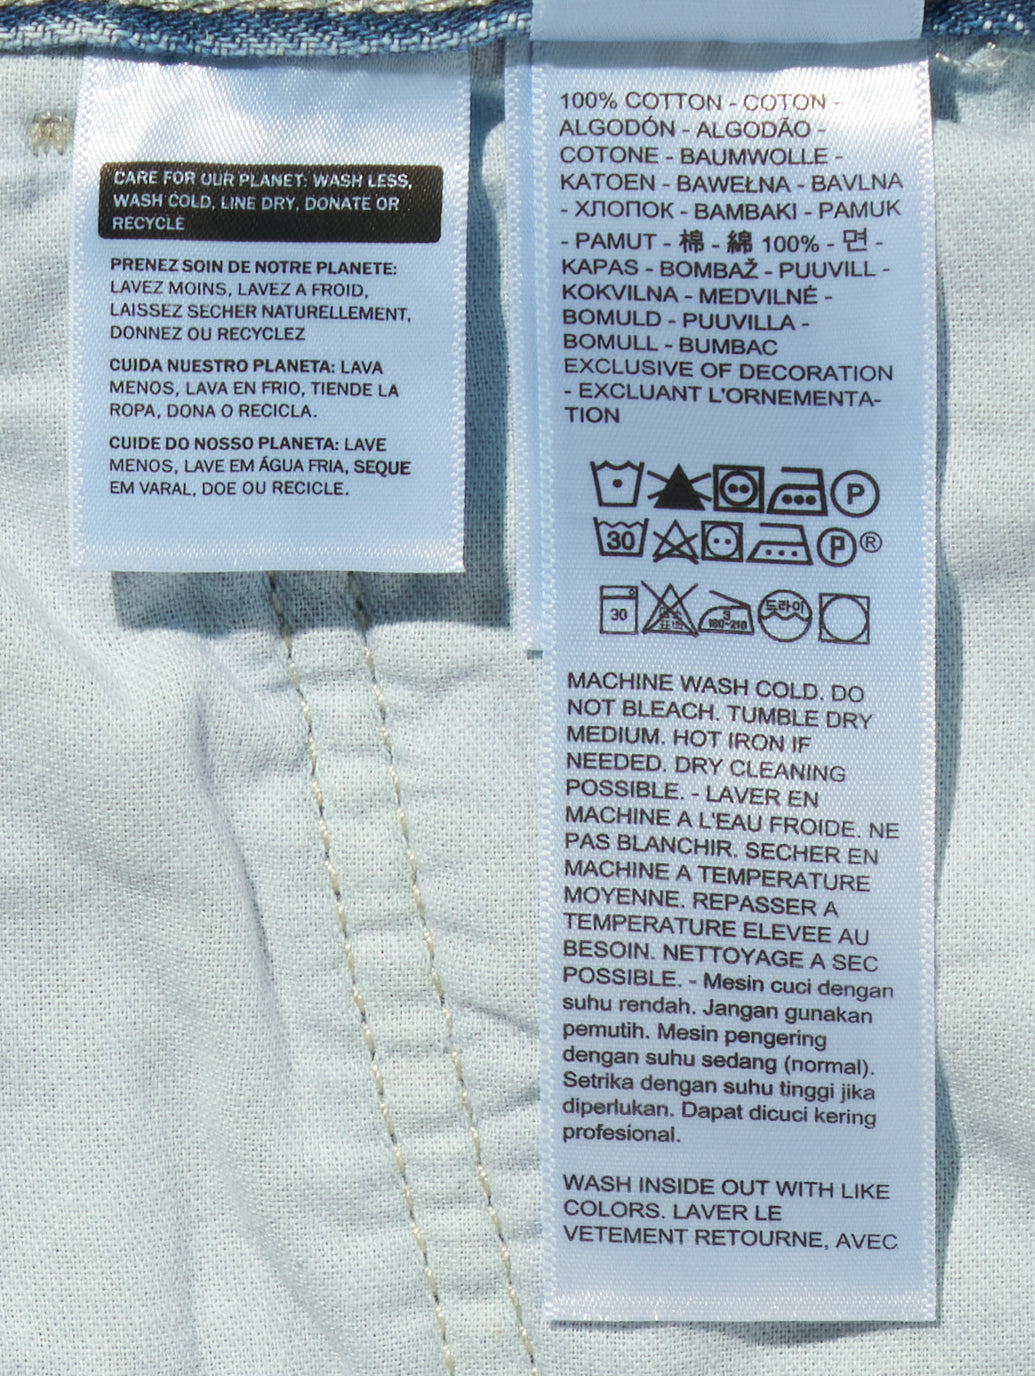 CARE FOR OUR PLANET: WASH LESS,
WASH COLD, LINE DRY, DONATE OR
RECYCLE
PRENEZ SOIN DE NOTRE PLANETE:
LAVEZ MOINS, LAVEZ A FROID,
LAISSEZ SECHER NATURELLEMENT,
DONNEZ OU RECYCLEZ
CUIDA NUESTRO PLANETA: LAVA
MENOS, LAVA EN FRIO, TIENDE LA
ROPA, DONA O RECICLA.
CUIDE DO NOSSO PLANETA: LAVE
MENOS, LAVE EM ÁGUA FRIA, SEQUE
EM VARAL, DOE OU RECICLE.
100% COTTON - COTON -
ALGODÓN - ALGODÃO -
COTONE - BAUMWOLLE -
KATOEN - BAWEŁNA - BAVLNA
- ХЛОПОК - BAMBAKI - PAMUK
- PAMUT - 棉 - 綿 100% - 면 -
KAPAS - BOMBAŽ - PUUVILL -
KOKVILNA - MEDVILNĖ -
BOMULD - PUUVILLA -
BOMULL - BUMBAC
EXCLUSIVE OF DECORATION
- EXCLUANT L'ORNEMENTA-
TION
P
30 P ®
30 3 180~210 드라이
MACHINE WASH COLD. DO
NOT BLEACH. TUMBLE DRY
MEDIUM. HOT IRON IF
NEEDED. DRY CLEANING
POSSIBLE. - LAVER EN
MACHINE A L'EAU FROIDE. NE
PAS BLANCHIR. SECHER EN
MACHINE A TEMPERATURE
MOYENNE. REPASSER A
TEMPERATURE ELEVEE AU
BESOIN. NETTOYAGE A SEC
POSSIBLE. - Mesin cuci dengan
suhu rendah. Jangan gunakan
pemutih. Mesin pengering
dengan suhu sedang (normal).
Setrika dengan suhu tinggi jika
diperlukan. Dapat dicuci kering
profesional.
WASH INSIDE OUT WITH LIKE
COLORS. LAVER LE
VETEMENT RETOURNE, AVEC